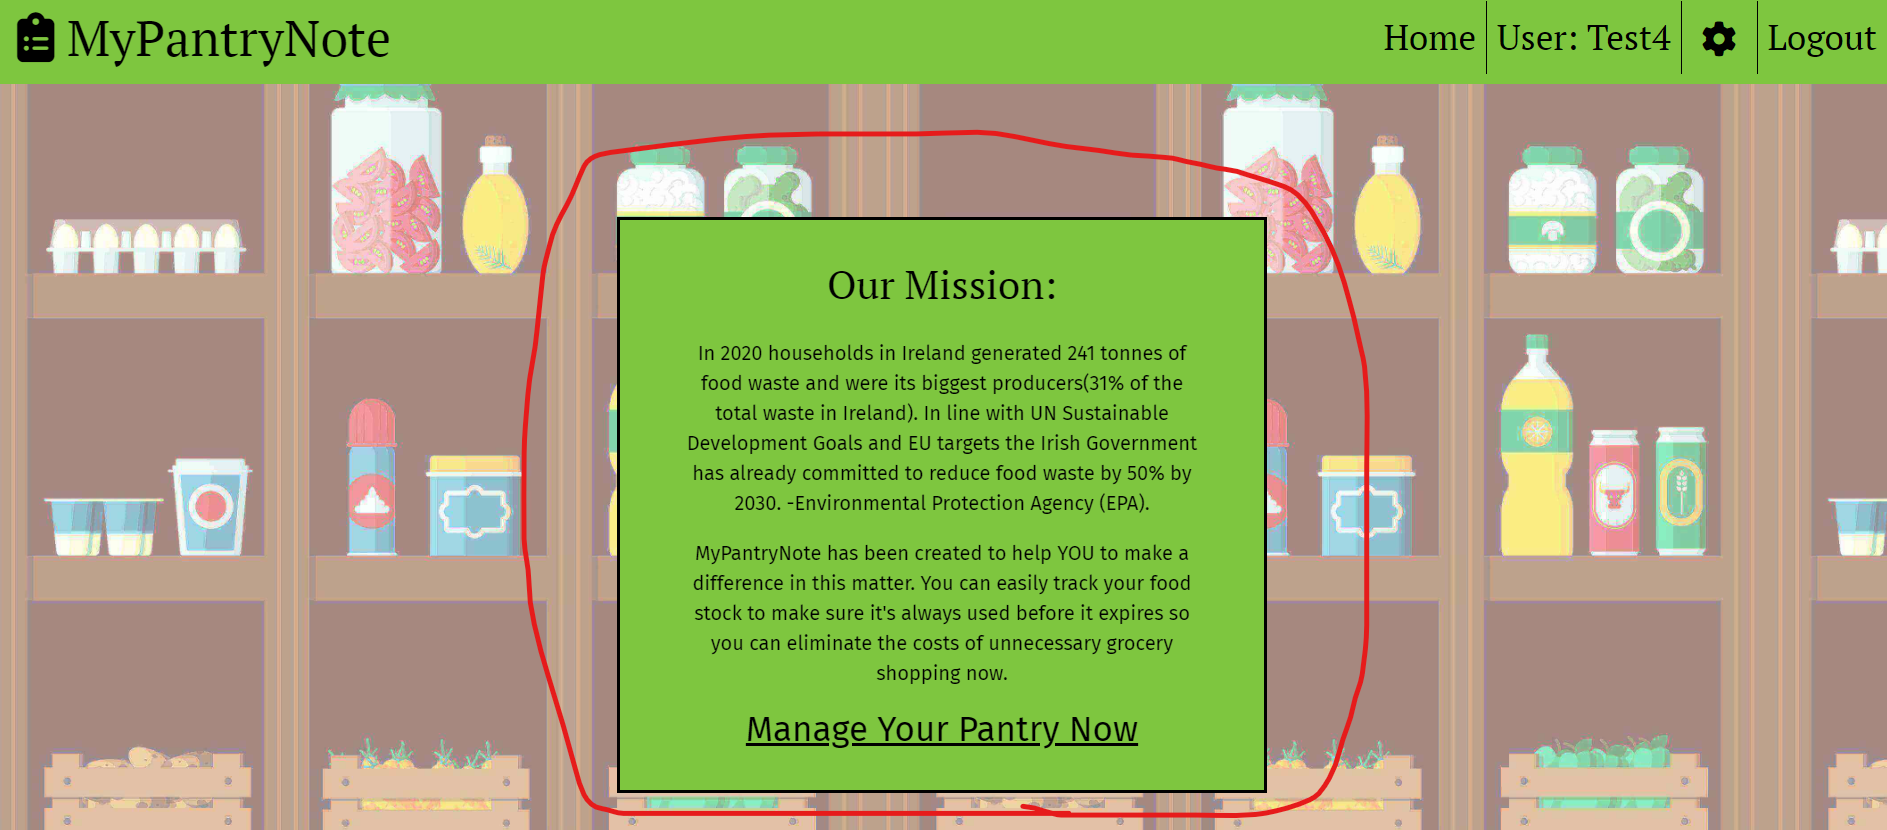 MyPantryNote
Home
User: Test4
Logout
Our Mission:
In 2020 households in Ireland generated 241 tonnes of
food waste and were its biggest producers(31% of the
total waste in Ireland). In line with UN Sustainable
Development Goals and EU targets the Irish Government
has already committed to reduce food waste by 50% by
2030. -Environmental Protection Agency (EPA).
MyPantryNote has been created to help YOU to make a
difference in this matter. You can easily track your food
stock to make sure it's always used before it expires so
you can eliminate the costs of unnecessary grocery
shopping now.
Manage Your Pantry Now